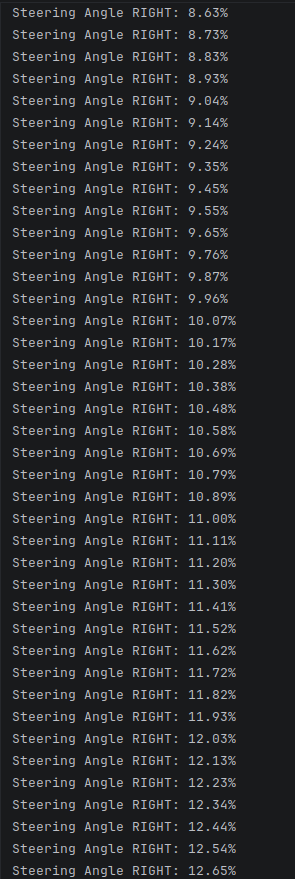 Steering Angle RIGHT: 8.63%
Steering Angle RIGHT: 8.73%
Steering Angle RIGHT: 8.83%
Steering Angle RIGHT: 8.93%
Steering Angle RIGHT: 9.04%
Steering Angle RIGHT: 9.14%
Steering Angle RIGHT: 9.24%
Steering Angle RIGHT: 9.35%
Steering Angle RIGHT: 9.45%
Steering Angle RIGHT: 9.55%
Steering Angle RIGHT: 9.65%
Steering Angle RIGHT: 9.76%
Steering Angle RIGHT: 9.87%
Steering Angle RIGHT: 9.96%
Steering Angle RIGHT: 10.07%
Steering Angle RIGHT: 10.17%
Steering Angle RIGHT: 10.28%
Steering Angle RIGHT: 10.38%
Steering Angle RIGHT: 10.48%
Steering Angle RIGHT: 10.58%
Steering Angle RIGHT: 10.69%
Steering Angle RIGHT: 10.79%
Steering Angle RIGHT: 10.89%
Steering Angle RIGHT: 11.00%
Steering Angle RIGHT: 11.11%
Steering Angle RIGHT: 11.20%
Steering Angle RIGHT: 11.30%
Steering Angle RIGHT: 11.41%
Steering Angle RIGHT: 11.52%
Steering Angle RIGHT: 11.62%
Steering Angle RIGHT: 11.72%
Steering Angle RIGHT: 11.82%
Steering Angle RIGHT: 11.93%
Steering Angle RIGHT: 12.03%
Steering Angle RIGHT: 12.13%
Steering Angle RIGHT: 12.23%
Steering Angle RIGHT: 12.34%
Steering Angle RIGHT: 12.44%
Steering Angle RIGHT: 12.54%
Steering Angle RIGHT: 12.65%